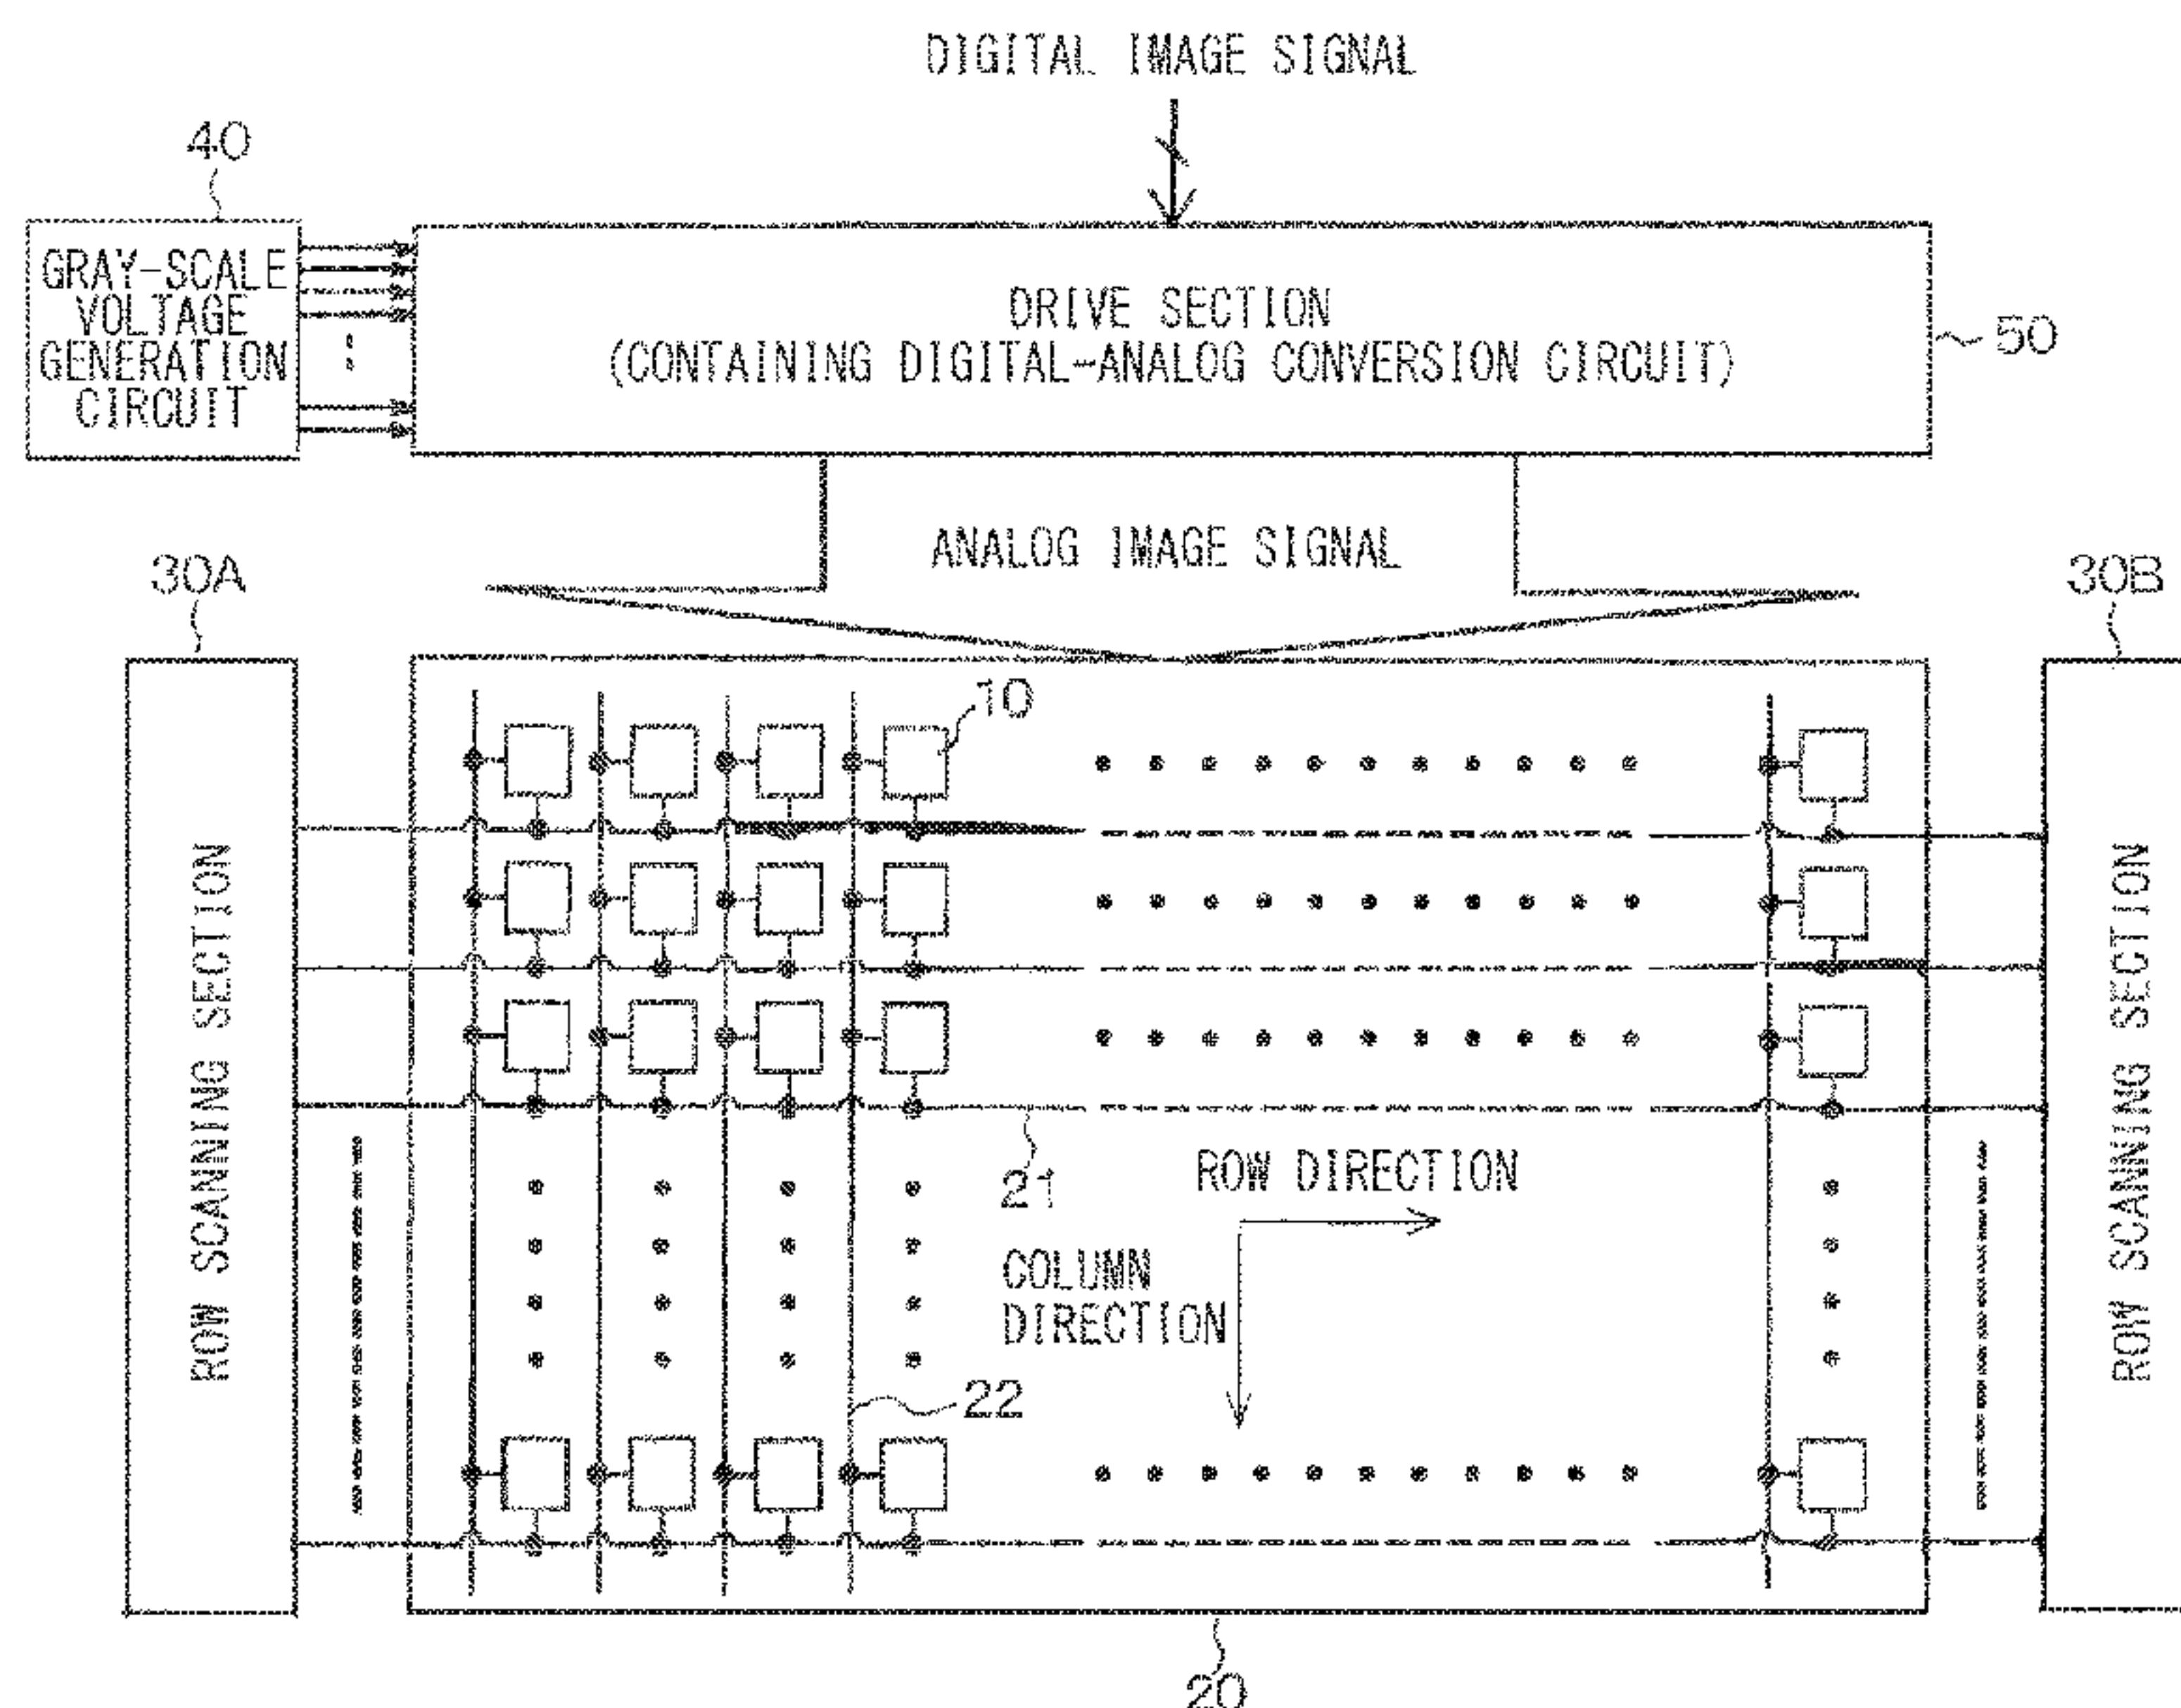 DIGITAL IMAGE SIGNAL
40
GRAY-SCALE
VOLTAGE
GENERATION
CIRCUIT
DRIVE SECTION
(CONTAINING DIGITAL-ANALOG CONVERSION CIRCUIT)
50
ANALOG IMAGE SIGNAL
30A
30B
10
ROW SCANNING SECTION
ROW SCANNING SECTION
21
ROW DIRECTION
COLUMN
DIRECTION
22
20